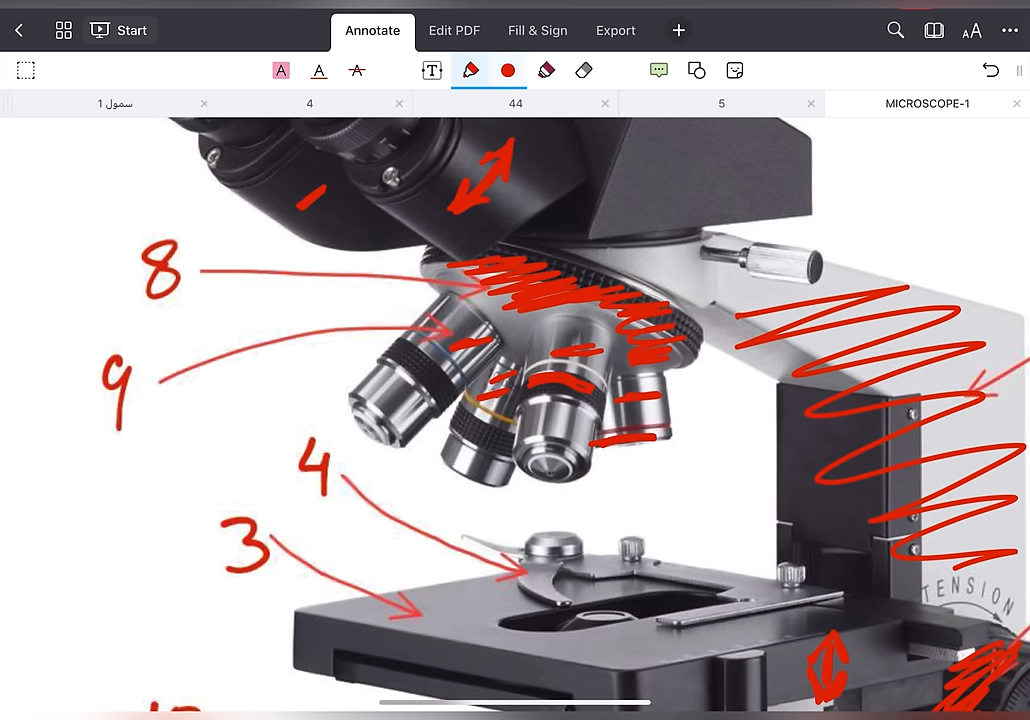 Start
Annotate
Edit PDF
Fill & Sign
Export
AA
A A A T
سمول 1
4
44
5
MICROSCOPE-1
8
9
4
3
TENSION